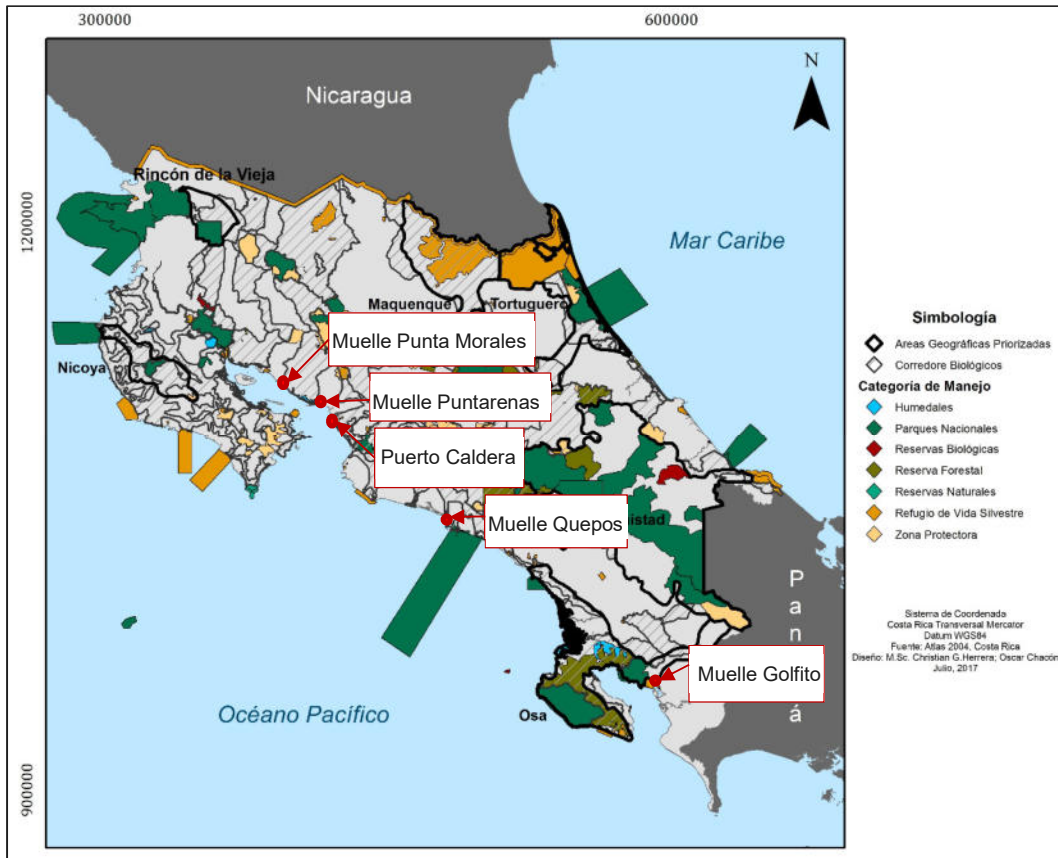 300000
600000
1200000
900000
N
Nicaragua
Rincón de la Vieja
Mar Caribe
Maquenque
Tortuguero
Nicoya
Muelle Punta Morales
Muelle Puntarenas
Puerto Caldera
Muelle Quepos
istad
Muelle Golfito
Osa
Océano Pacífico
P
a
n
á
Simbología
Areas Geográficas Priorizadas
Corredore Biológicos
Categoría de Manejo
Humedales
Parques Nacionales
Reservas Biológicas
Reserva Forestal
Reservas Naturales
Refugio de Vida Silvestre
Zona Protectora
Sistema de Coordenada
Costa Rica Transversal Mercator
Datum WGS84
Fuente: Atlas 2004, Costa Rica
Diseño: M.Sc. Christian G.Herrera; Oscar Chacón
Julio, 2017